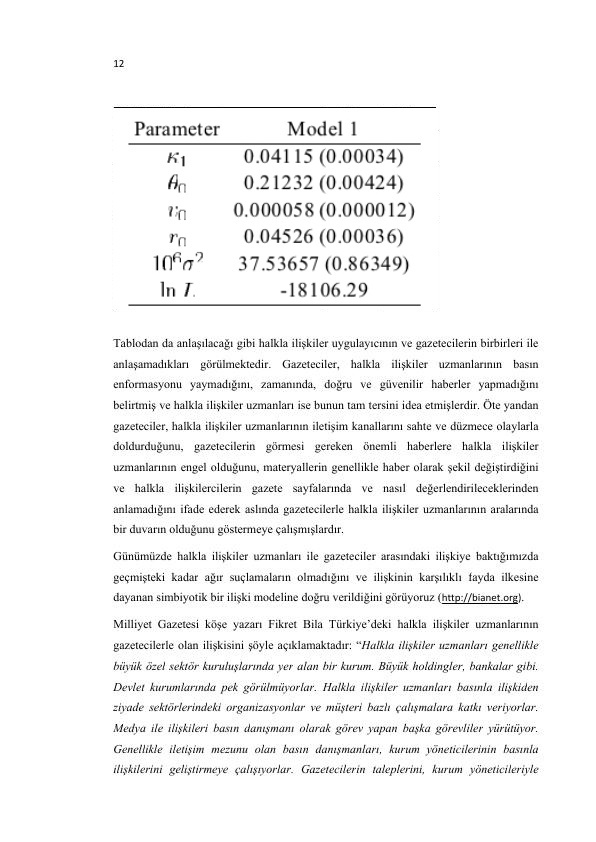 12
Parameter Model 1
κ₁ 0.04115 (0.00034)
θ₀ 0.21232 (0.00424)
v₀ 0.000058 (0.000012)
r₀ 0.04526 (0.00036)
10⁶σ² 37.53657 (0.86349)
ln L -18106.29
Tablodan da anlaşılacağı gibi halkla ilişkiler uygulayıcının ve gazetecilerin birbirleri ile
anlaşamadıkları görülmektedir. Gazeteciler, halkla ilişkiler uzmanlarının basın
enformasyonu yaymadığını, zamanında, doğru ve güvenilir haberler yapmadığını
belirtmiş ve halkla ilişkiler uzmanları ise bunun tam tersini idea etmişlerdir. Öte yandan
gazeteciler, halkla ilişkiler uzmanlarının iletişim kanallarını sahte ve düzmece olaylarla
doldurduğunu, gazetecilerin görmesi gereken önemli haberlere halkla ilişkiler
uzmanlarının engel olduğunu, materyallerin genellikle haber olarak şekil değiştirdiğini
ve halkla ilişkilercilerin gazete sayfalarında ve nasıl değerlendirileceklerinden
anlamadığını ifade ederek aslında gazetecilerle halkla ilişkiler uzmanlarının aralarında
bir duvarın olduğunu göstermeye çalışmışlardır.
Günümüzde halkla ilişkiler uzmanları ile gazeteciler arasındaki ilişkiye baktığımızda
geçmişteki kadar ağır suçlamaların olmadığını ve ilişkinin karşılıklı fayda ilkesine
dayanan simbiyotik bir ilişki modeline doğru verildiğini görüyoruz (http://bianet.org).
Milliyet Gazetesi köşe yazarı Fikret Bila Türkiye’deki halkla ilişkiler uzmanlarının
gazetecilerle olan ilişkisini şöyle açıklamaktadır: “Halkla ilişkiler uzmanları genellikle
büyük özel sektör kuruluşlarında yer alan bir kurum. Büyük holdingler, bankalar gibi.
Devlet kurumlarında pek görülmüyorlar. Halkla ilişkiler uzmanları basınla ilişkiden
ziyade sektörlerindeki organizasyonlar ve müşteri bazlı çalışmalara katkı veriyorlar.
Medya ile ilişkileri basın danışmanı olarak görev yapan başka görevliler yürütüyor.
Genellikle iletişim mezunu olan basın danışmanları, kurum yöneticilerinin basınla
ilişkilerini geliştirmeye çalışıyorlar. Gazetecilerin taleplerini, kurum yöneticileriyle